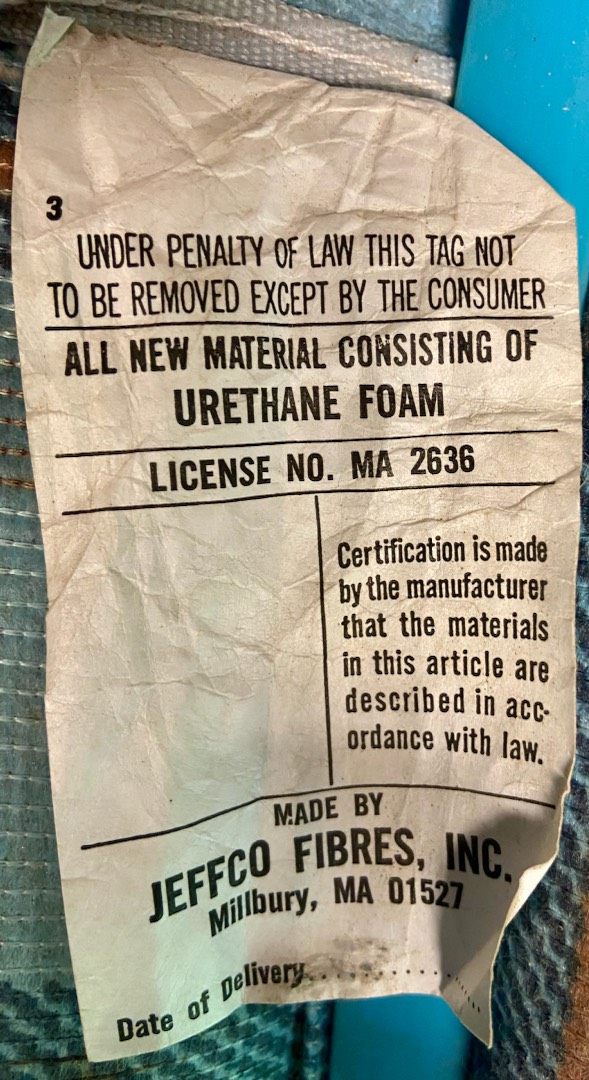 3
UNDER PENALTY OF LAW THIS TAG NOT
TO BE REMOVED EXCEPT BY THE CONSUMER
ALL NEW MATERIAL CONSISTING OF
URETHANE FOAM
LICENSE NO. MA 2636
Certification is made
by the manufacturer
that the materials
in this article are
described in acc-
ordance with law.
MADE BY
JEFFCO FIBRES, INC.
Millbury, MA 01527
Date of Delivery..................